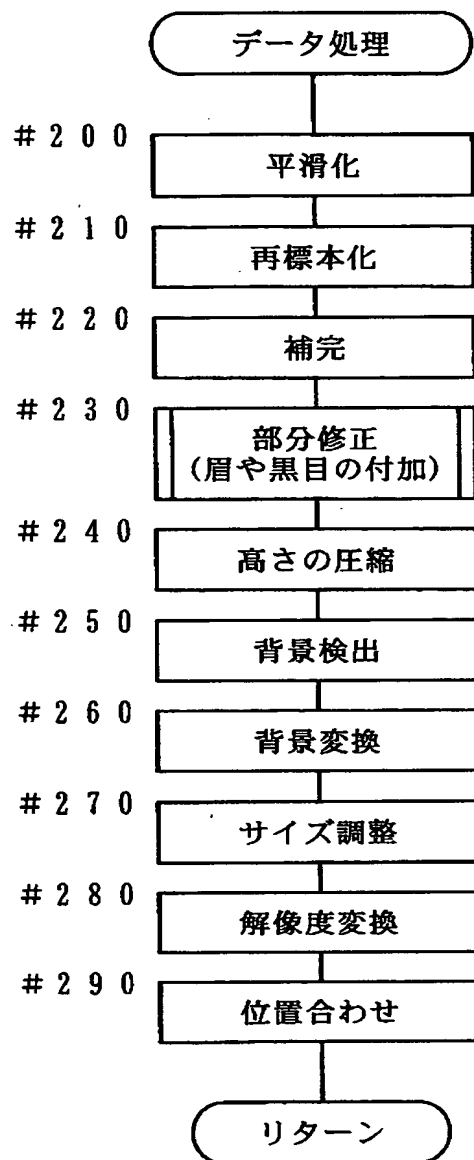 データ処理
#200
平滑化
#210
再標本化
#220
補完
#230
部分修正
(眉や黒目の付加)
#240
高さの圧縮
#250
背景検出
#260
背景変換
#270
サイズ調整
#280
解像度変換
#290
位置合わせ
リターン